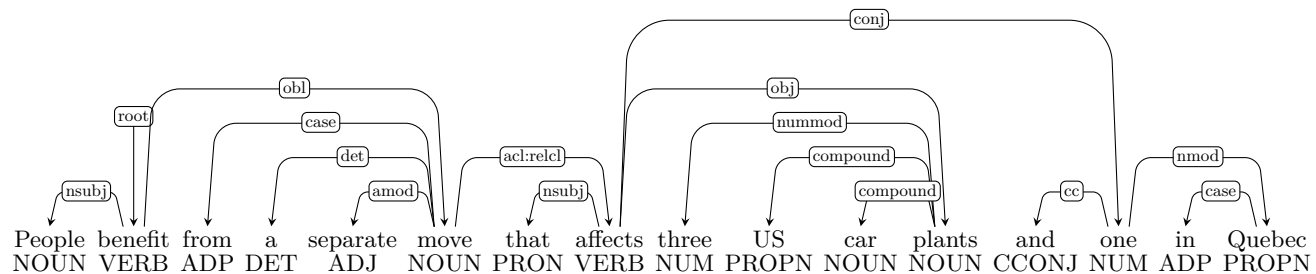 conj
obl obj
root case nummod
det acl:relcl compound nmod
nsubj amod nsubj compound cc case
People benefit from a separate move that affects three US car plants and one in Quebec
NOUN VERB ADP DET ADJ NOUN PRON VERB NUM PROPN NOUN NOUN CCONJ NUM ADP PROPN